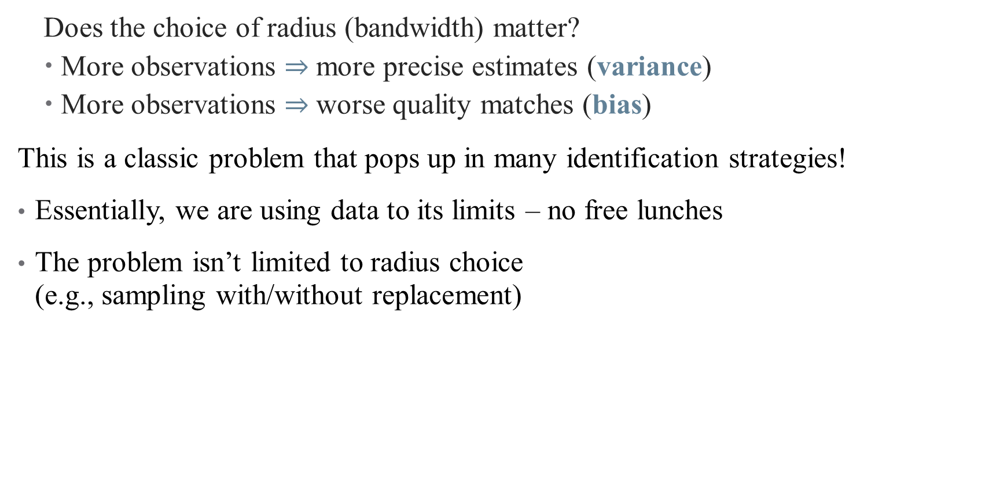 Does the choice of radius (bandwidth) matter?
• More observations ⇒ more precise estimates (variance)
• More observations ⇒ worse quality matches (bias)
This is a classic problem that pops up in many identification strategies!
• Essentially, we are using data to its limits – no free lunches
• The problem isn’t limited to radius choice
(e.g., sampling with/without replacement)